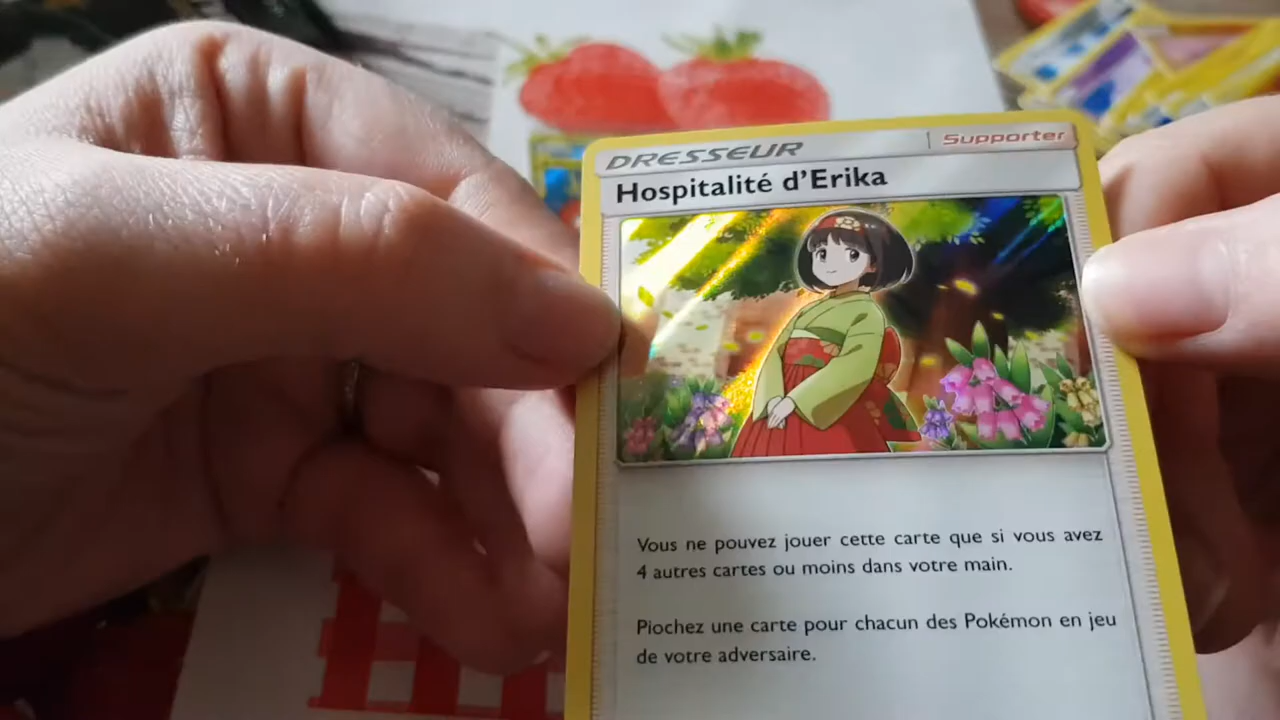 DRESSEUR
Supporter
Hospitalité d'Erika
Vous ne pouvez jouer cette carte que si vous avez
4 autres cartes ou moins dans votre main.
Piochez une carte pour chacun des Pokémon en jeu
de votre adversaire.